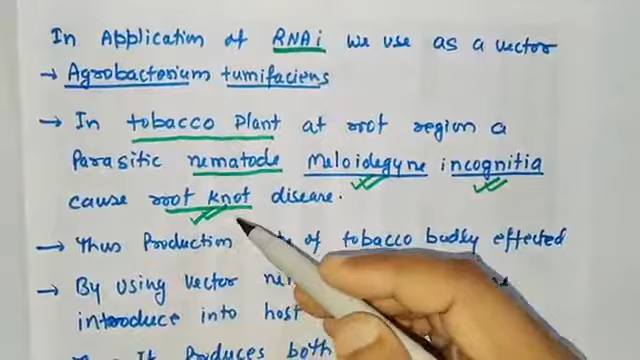 In Application of RNAi we use as a vector
→ Agrobactorium tumifaciens
→ In tobacco plant at root region a
Parasitic nematode Meloidegyne incognitia
cause root knot disease.
→ Thus Production of tobacco badly effected
→ By using vector
introduce into host
It Produces both